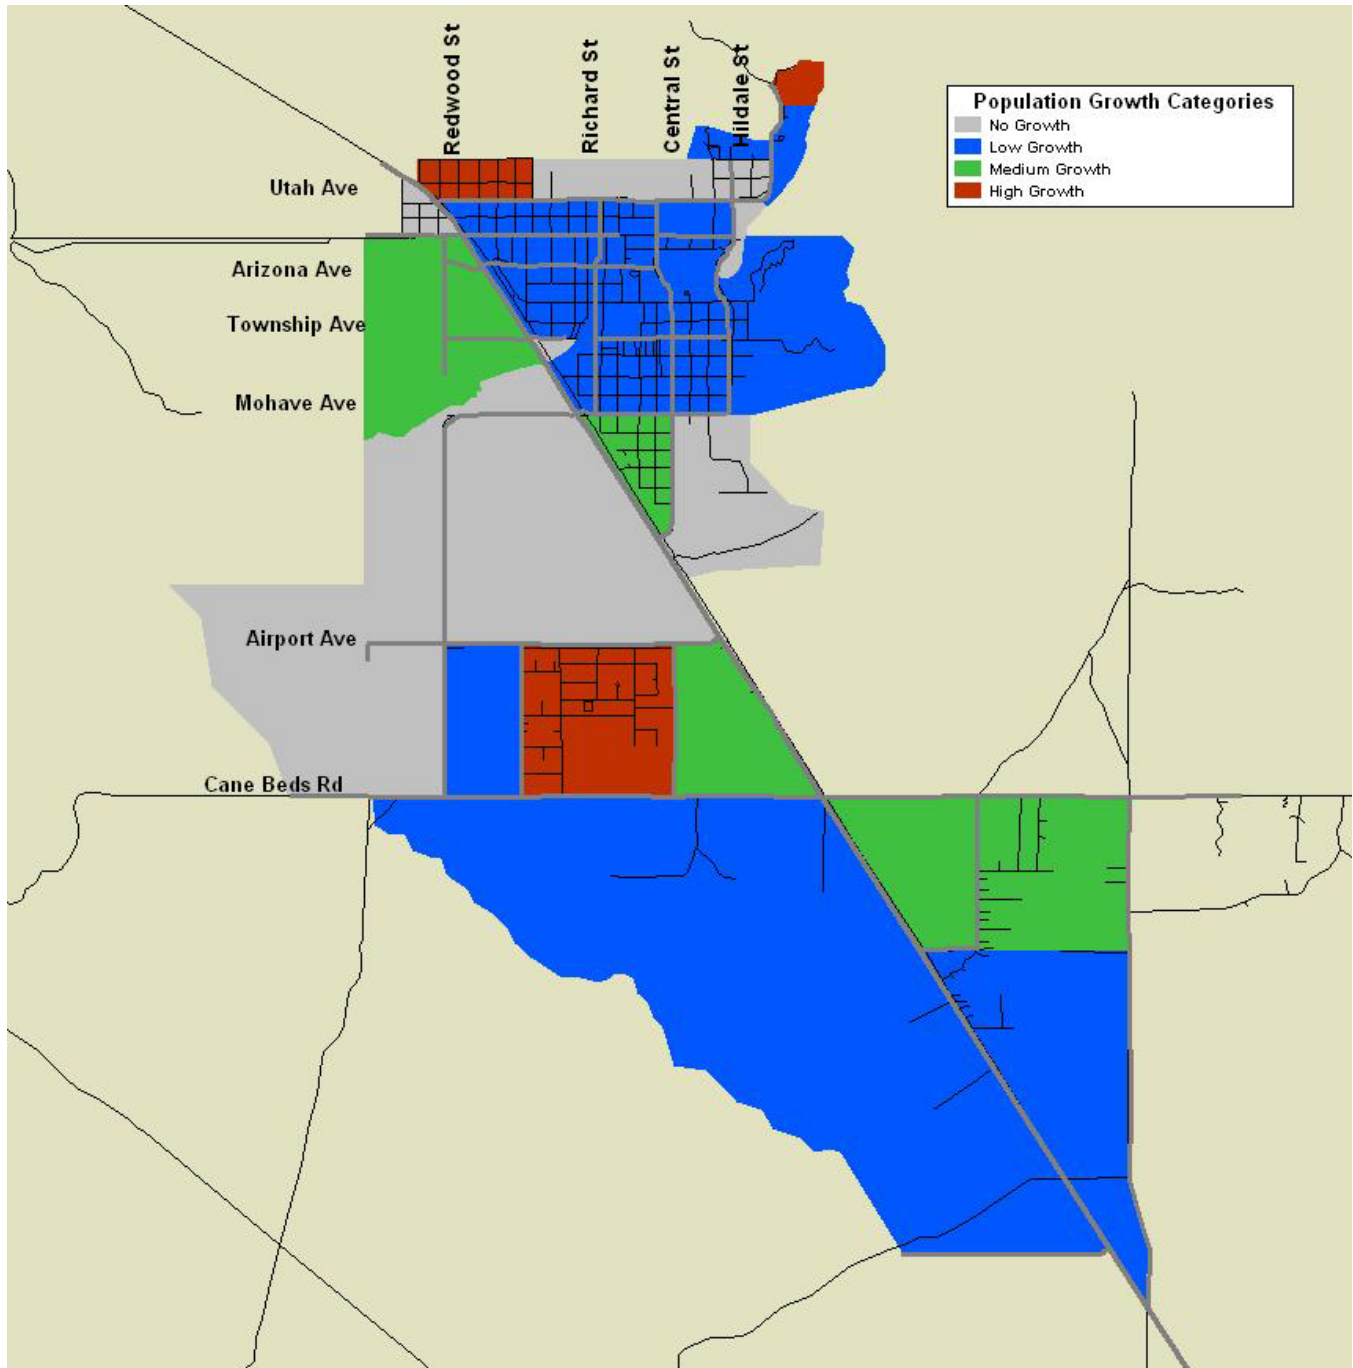 Redwood St
Richard St
Central St
Hildale St
Population Growth Categories
No Growth
Low Growth
Medium Growth
High Growth
Utah Ave
Arizona Ave
Township Ave
Mohave Ave
Airport Ave
Cane Beds Rd